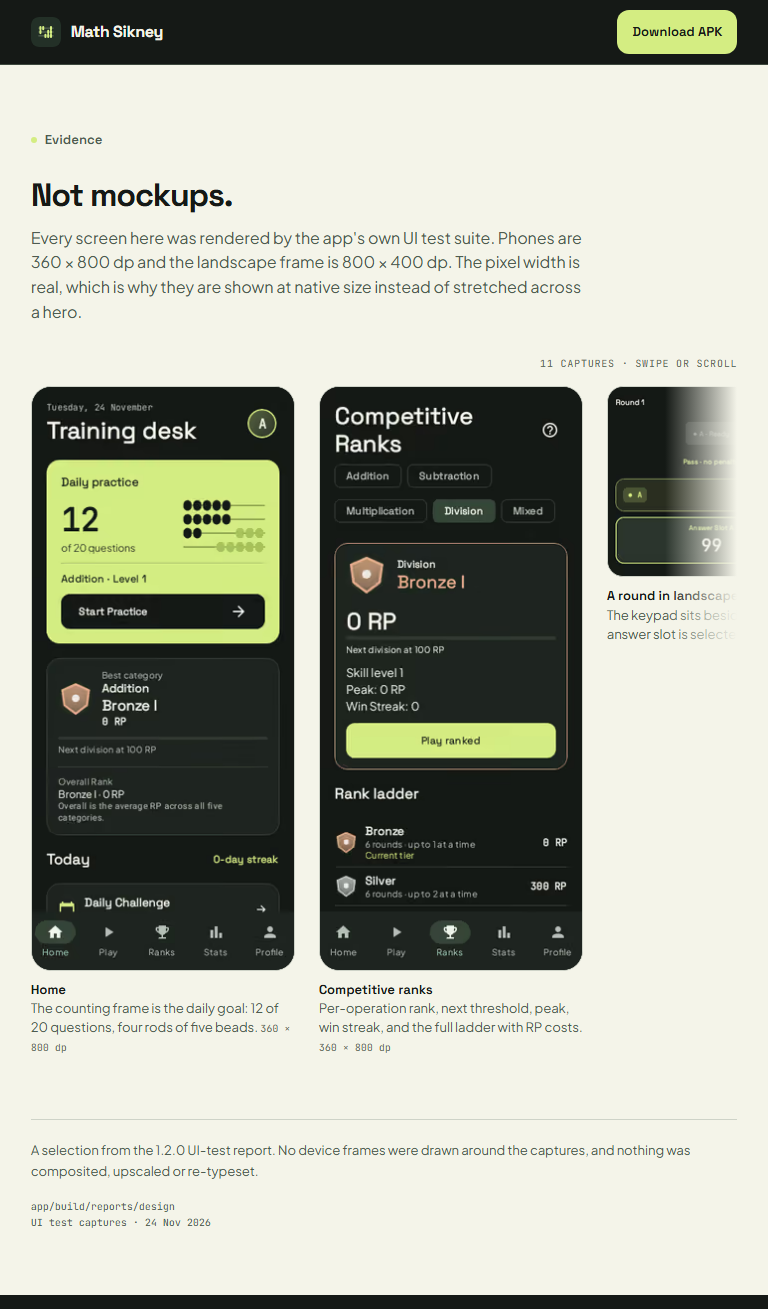 Math Sikney
Download APK
Evidence
Not mockups.
Every screen here was rendered by the app's own UI test suite. Phones are
360 × 800 dp and the landscape frame is 800 × 400 dp. The pixel width is
real, which is why they are shown at native size instead of stretched across
a hero.
11 CAPTURES · SWIPE OR SCROLL
Tuesday, 24 November
Training desk
A
Daily practice
12
of 20 questions
Addition · Level 1
Start Practice
Best category
Addition
Bronze I
0 RP
Next division at 100 RP
Overall Rank
Bronze I · 0 RP
Overall is the average RP across all five
categories.
Today
0-day streak
Daily Challenge
Home
Play
Ranks
Stats
Profile
Home
The counting frame is the daily goal: 12 of
20 questions, four rods of five beads. 360 ×
800 dp
Competitive
Ranks
Addition
Subtraction
Multiplication
Division
Mixed
Division
Bronze I
0 RP
Next division at 100 RP
Skill level 1
Peak: 0 RP
Win Streak: 0
Play ranked
Rank ladder
Bronze
6 rounds · up to 1 at a time
Current tier
0 RP
Silver
6 rounds · up to 2 at a time
300 RP
Home
Play
Ranks
Stats
Profile
Competitive ranks
Per-operation rank, next threshold, peak,
win streak, and the full ladder with RP costs.
360 × 800 dp
Round 1
Pass · no
A
Answer
99
A round in landscape
The keypad sits
answer slot is
A selection from the 1.2.0 UI-test report. No device frames were drawn around the captures, and nothing was
composited, upscaled or re-typeset.
app/build/reports/design
UI test captures · 24 Nov 2026